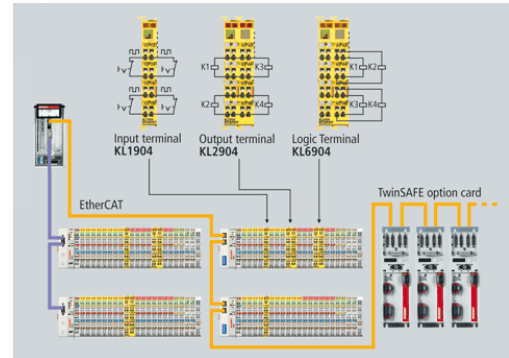 K1
K3
K2
K4
K1
K2
K3
K4
Input terminal
KL1904
Output terminal
KL2904
Logic Terminal
KL6904
TwinSAFE option card
EtherCAT